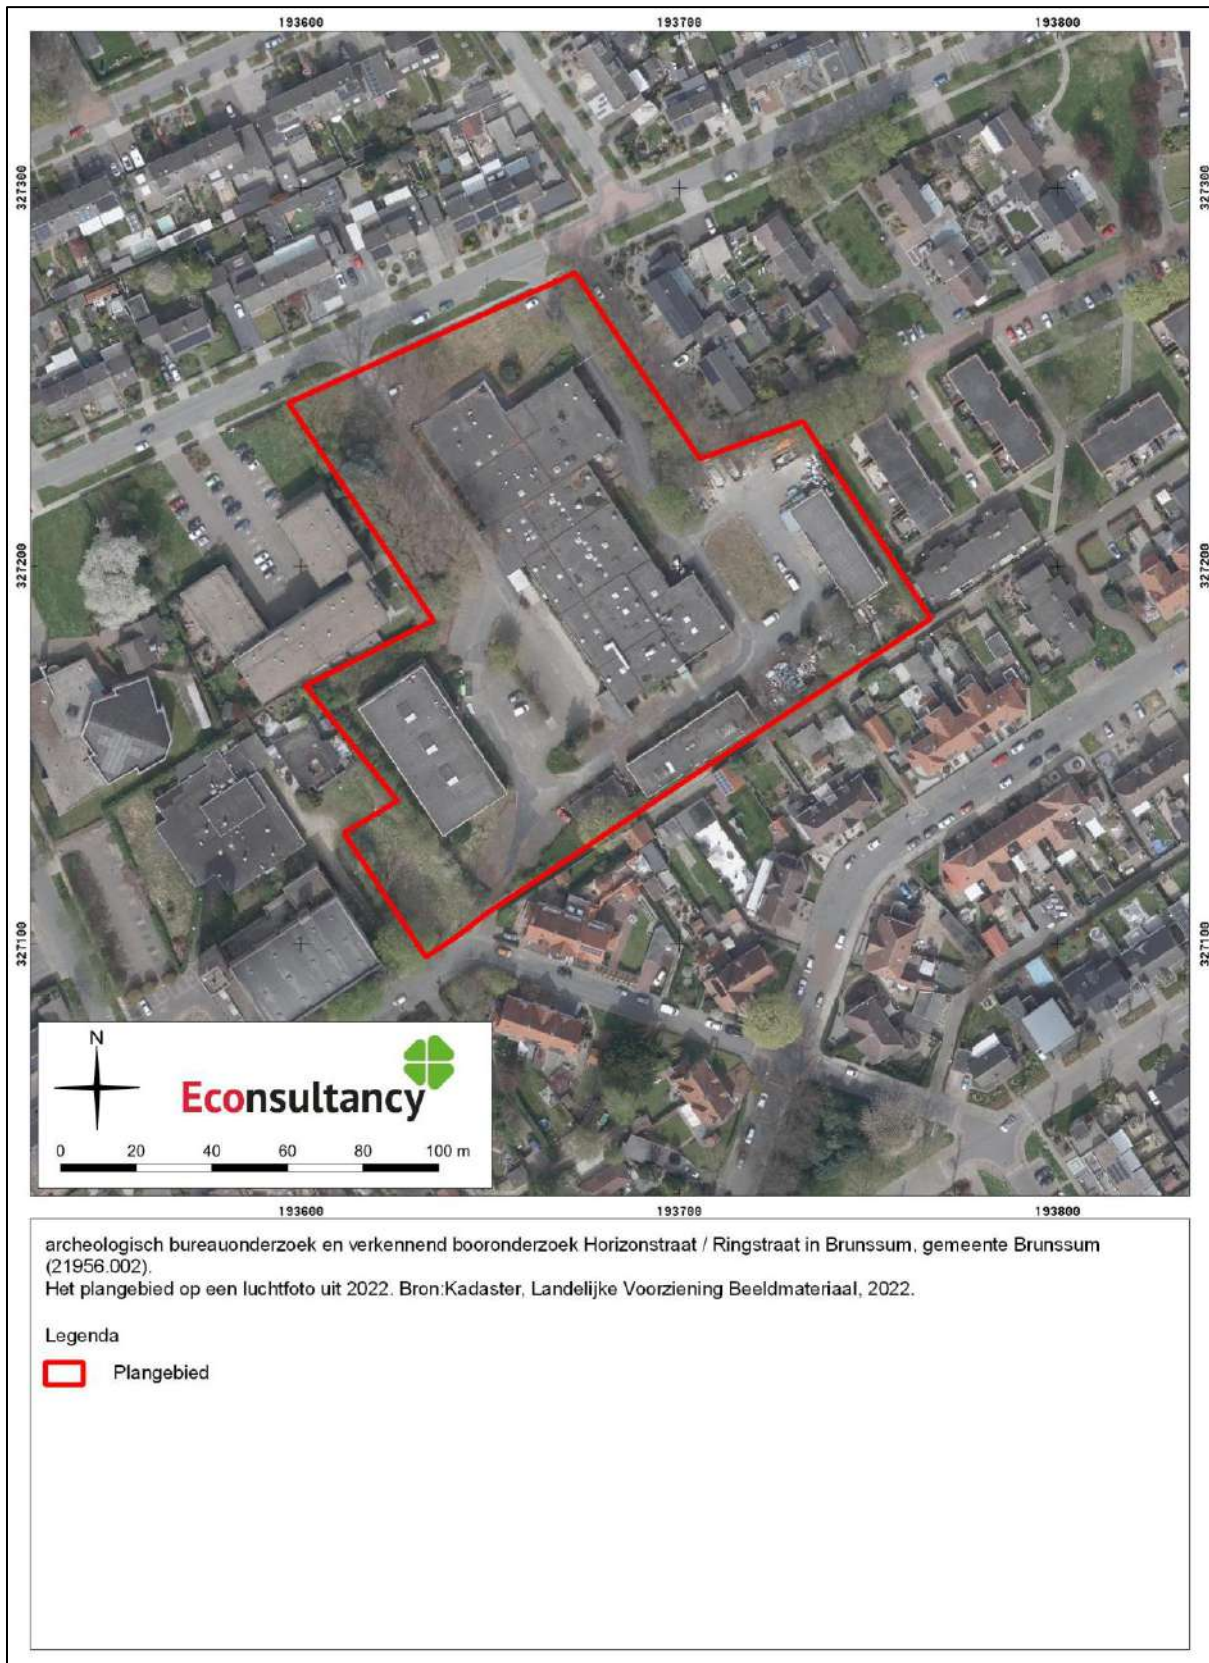 193600 193700 193800
327300 327300
327200 327200
327100 327100
N
Econsultancy
0 20 40 60 80 100 m
193600 193700 193800
archeologisch bureauonderzoek en verkennend booronderzoek Horizonstraat / Ringstraat in Brunssum, gemeente Brunssum
(21956.002).
Het plangebied op een luchtfoto uit 2022. Bron:Kadaster, Landelijke Voorziening Beeldmateriaal, 2022.
Legenda
Plangebied